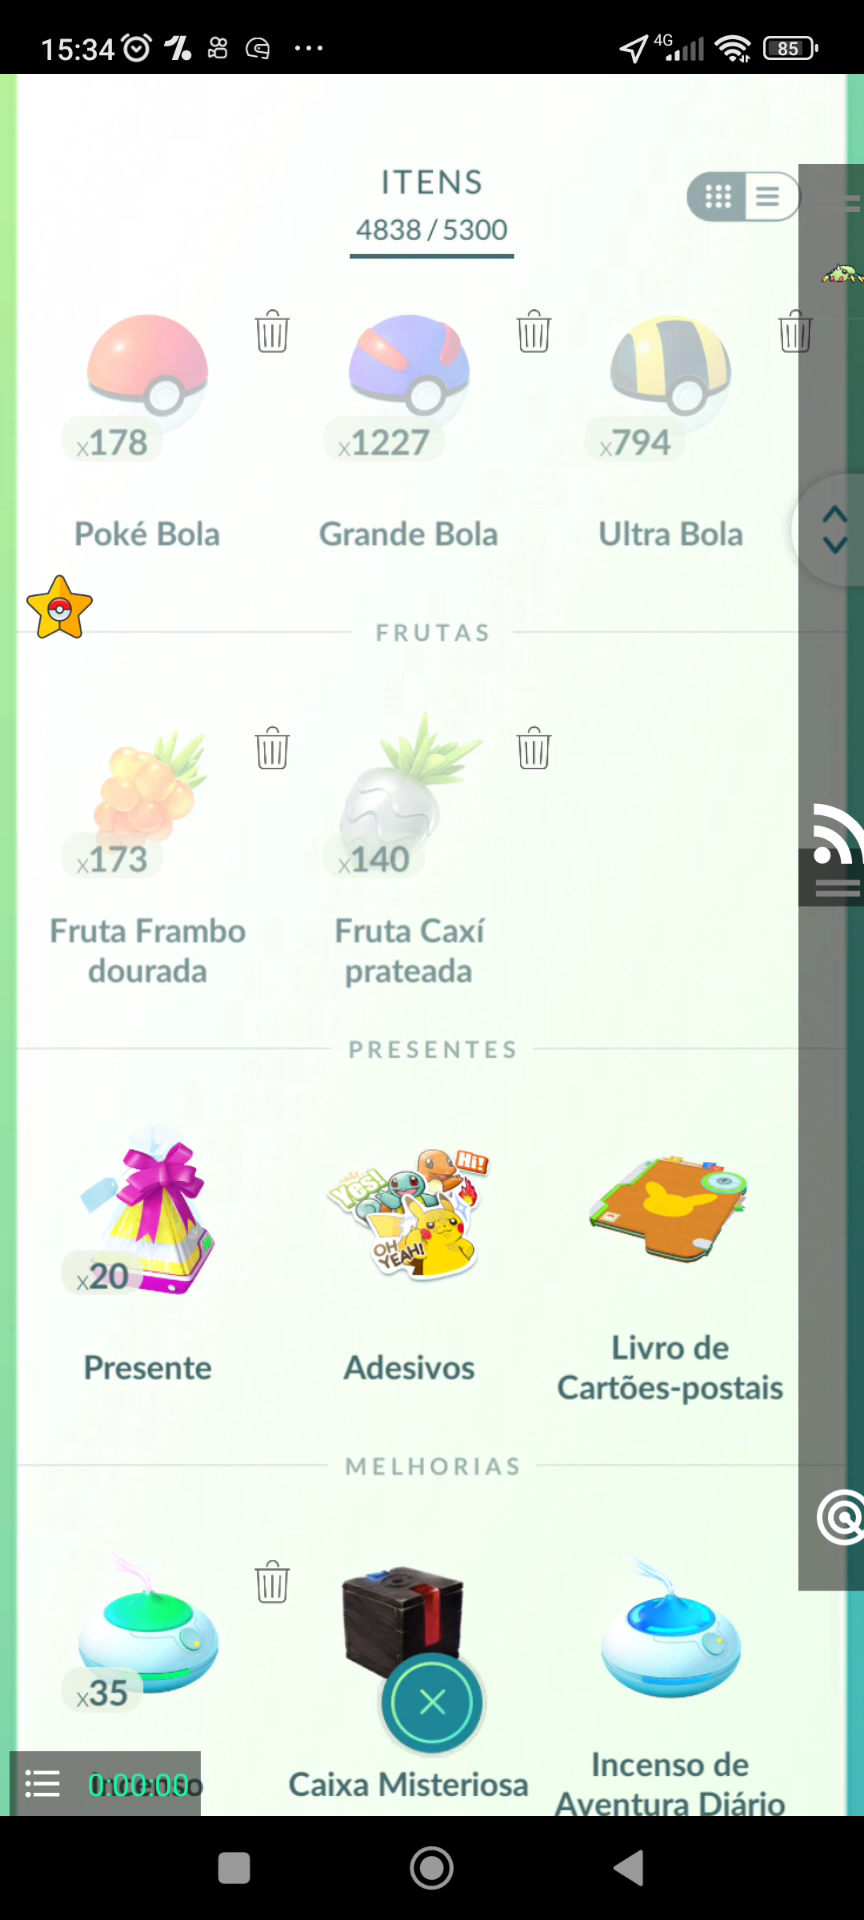 15:34
4G
85
ITENS
4838 / 5300
x178
x1227
x794
Poké Bola
Grande Bola
Ultra Bola
FRUTAS
x173
x140
Fruta Frambo
dourada
Fruta Caxí
prateada
PRESENTES
Yes!
Hi!
OH YEAH!
x20
Presente
Adesivos
Livro de
Cartões-postais
MELHORIAS
x35
Incenso
0:00:00
Caixa Misteriosa
Incenso de
Aventura Diário